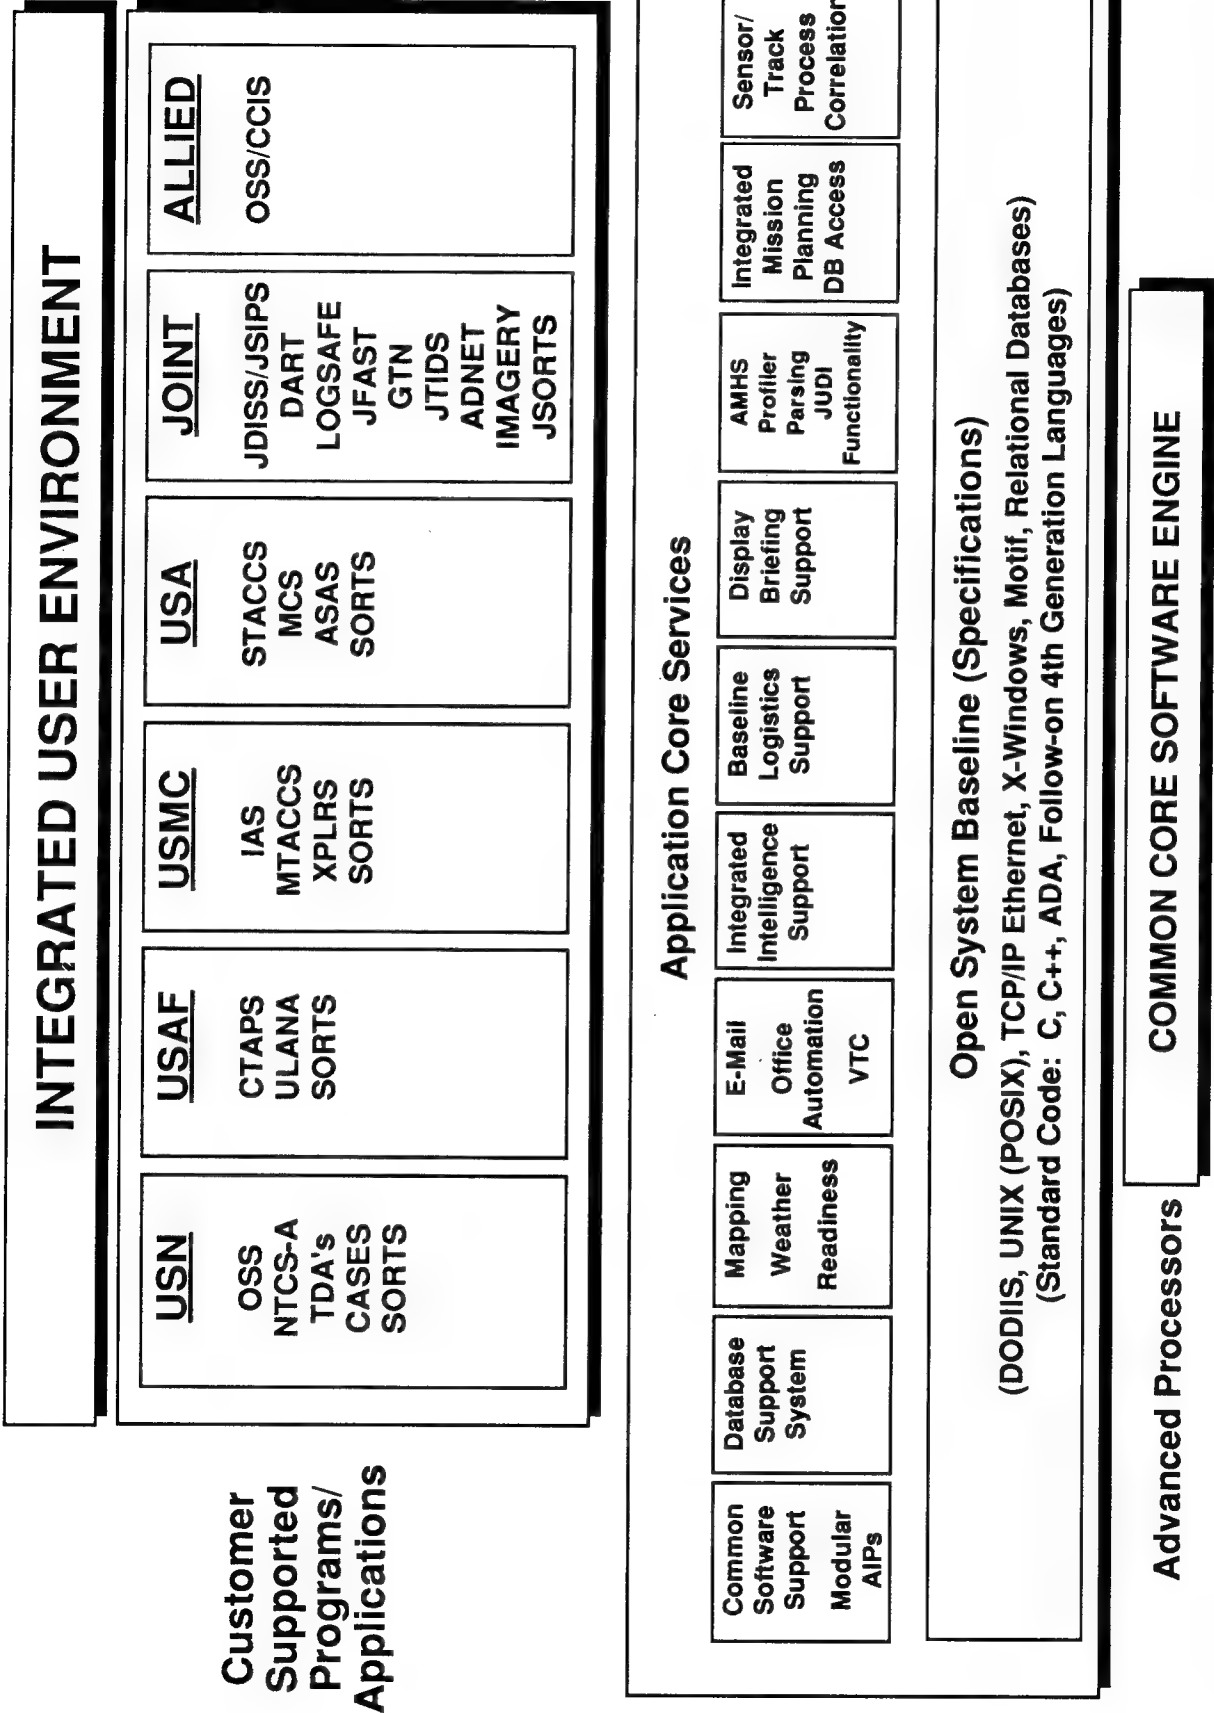 INTEGRATED USER ENVIRONMENT
Customer
Supported
Programs/
Applications
USN
OSS
NTCS-A
TDA's
CASES
SORTS
USAF
CTAPS
ULANA
SORTS
USMC
IAS
MTACCS
XPLRS
SORTS
USA
STACCS
MCS
ASAS
SORTS
JOINT
JDISS/JSIPS
DART
LOGSAFE
JFAST
GTN
JTIDS
ADNET
IMAGERY
JSORTS
ALLIED
OSS/CCIS
Application Core Services
Common
Software
Support
Modular
AIPs
Database
Support
System
Mapping
Weather
Readiness
E-Mail
Office
Automation
VTC
Integrated
Intelligence
Support
Baseline
Logistics
Support
Display
Briefing
Support
AMHS
Profiler
Parsing
JUDI
Functionality
Integrated
Mission
Planning
DB Access
Sensor/
Track
Process
Correlation
Open System Baseline (Specifications)
(DODIIS, UNIX (POSIX), TCP/IP Ethernet, X-Windows, Motif, Relational Databases)
(Standard Code: C, C++, ADA, Follow-on 4th Generation Languages)
Advanced Processors
COMMON CORE SOFTWARE ENGINE